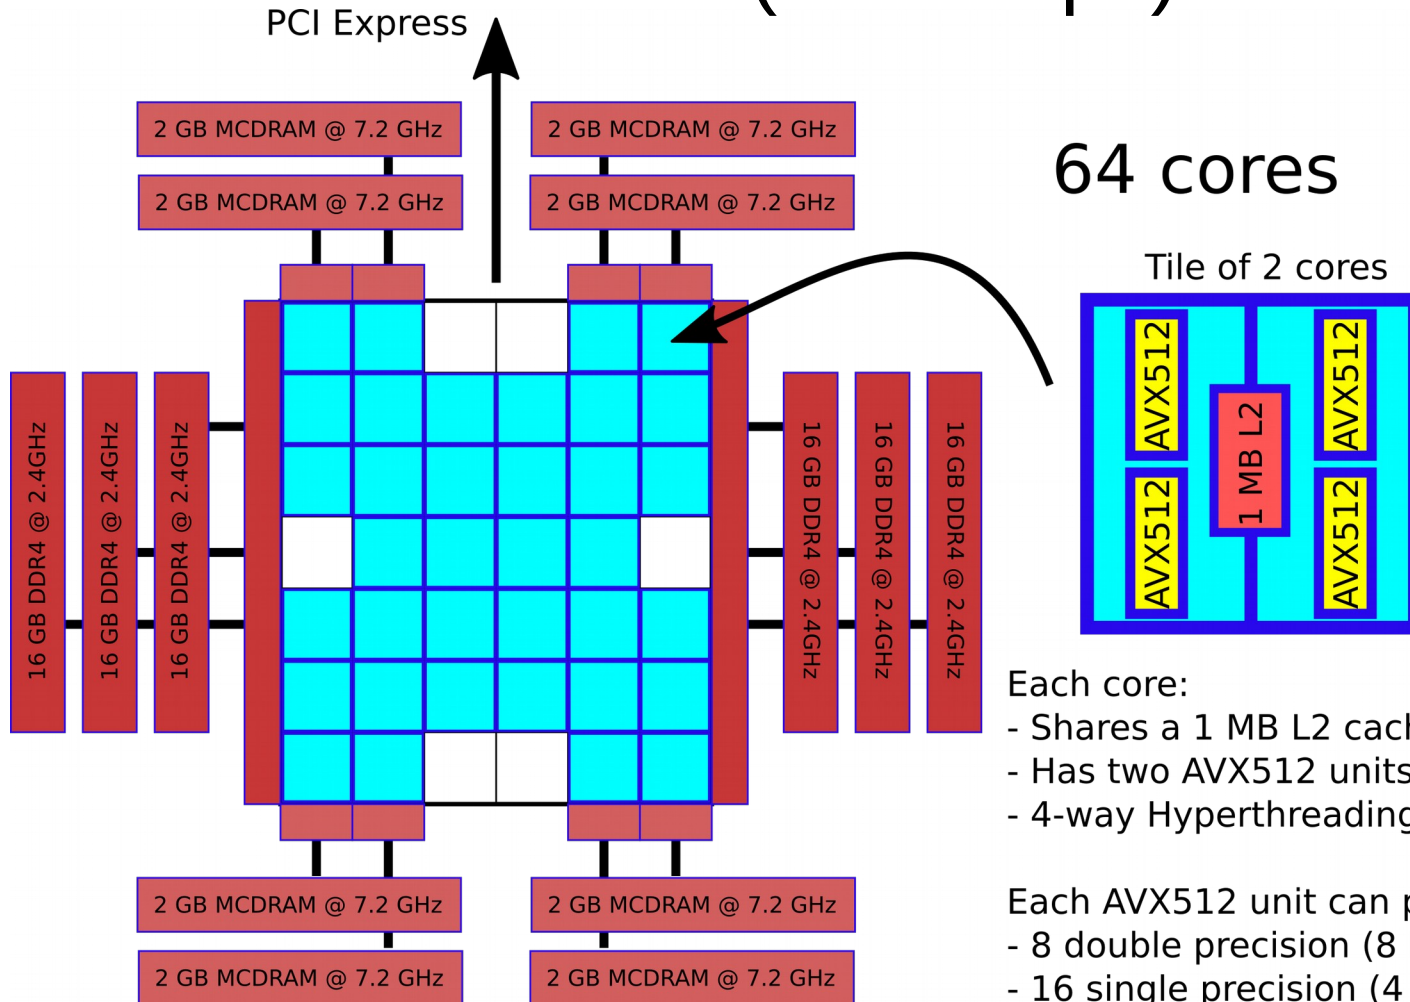 PCI Express
2 GB MCDRAM @ 7.2 GHz
2 GB MCDRAM @ 7.2 GHz
2 GB MCDRAM @ 7.2 GHz
2 GB MCDRAM @ 7.2 GHz
64 cores
Tile of 2 cores
AVX512
AVX512
1 MB L2
AVX512
AVX512
16 GB DDR4 @ 2.4GHz
16 GB DDR4 @ 2.4GHz
16 GB DDR4 @ 2.4GHz
16 GB DDR4 @ 2.4GHz
16 GB DDR4 @ 2.4GHz
16 GB DDR4 @ 2.4GHz
Each core:
- Shares a 1 MB L2
- Has two AVX512 units
- 4-way Hyperthreading
2 GB MCDRAM @ 7.2 GHz
2 GB MCDRAM @ 7.2 GHz
2 GB MCDRAM @ 7.2 GHz
2 GB MCDRAM @ 7.2 GHz
Each AVX512 unit can
- 8 double precision (8
- 16 single precision (4